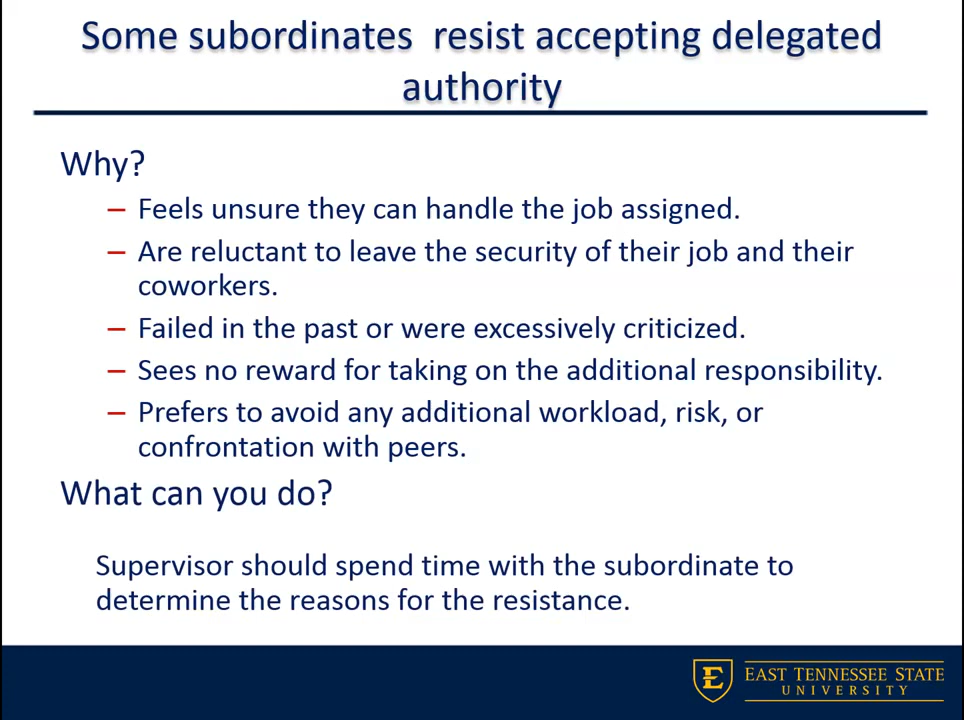 Some subordinates  resist accepting delegated
authority
Why?
– Feels unsure they can handle the job assigned.
– Are reluctant to leave the security of their job and their
coworkers.
– Failed in the past or were excessively criticized.
– Sees no reward for taking on the additional responsibility.
– Prefers to avoid any additional workload, risk, or
confrontation with peers.
What can you do?
Supervisor should spend time with the subordinate to
determine the reasons for the resistance.
E
EAST TENNESSEE STATE
UNIVERSITY